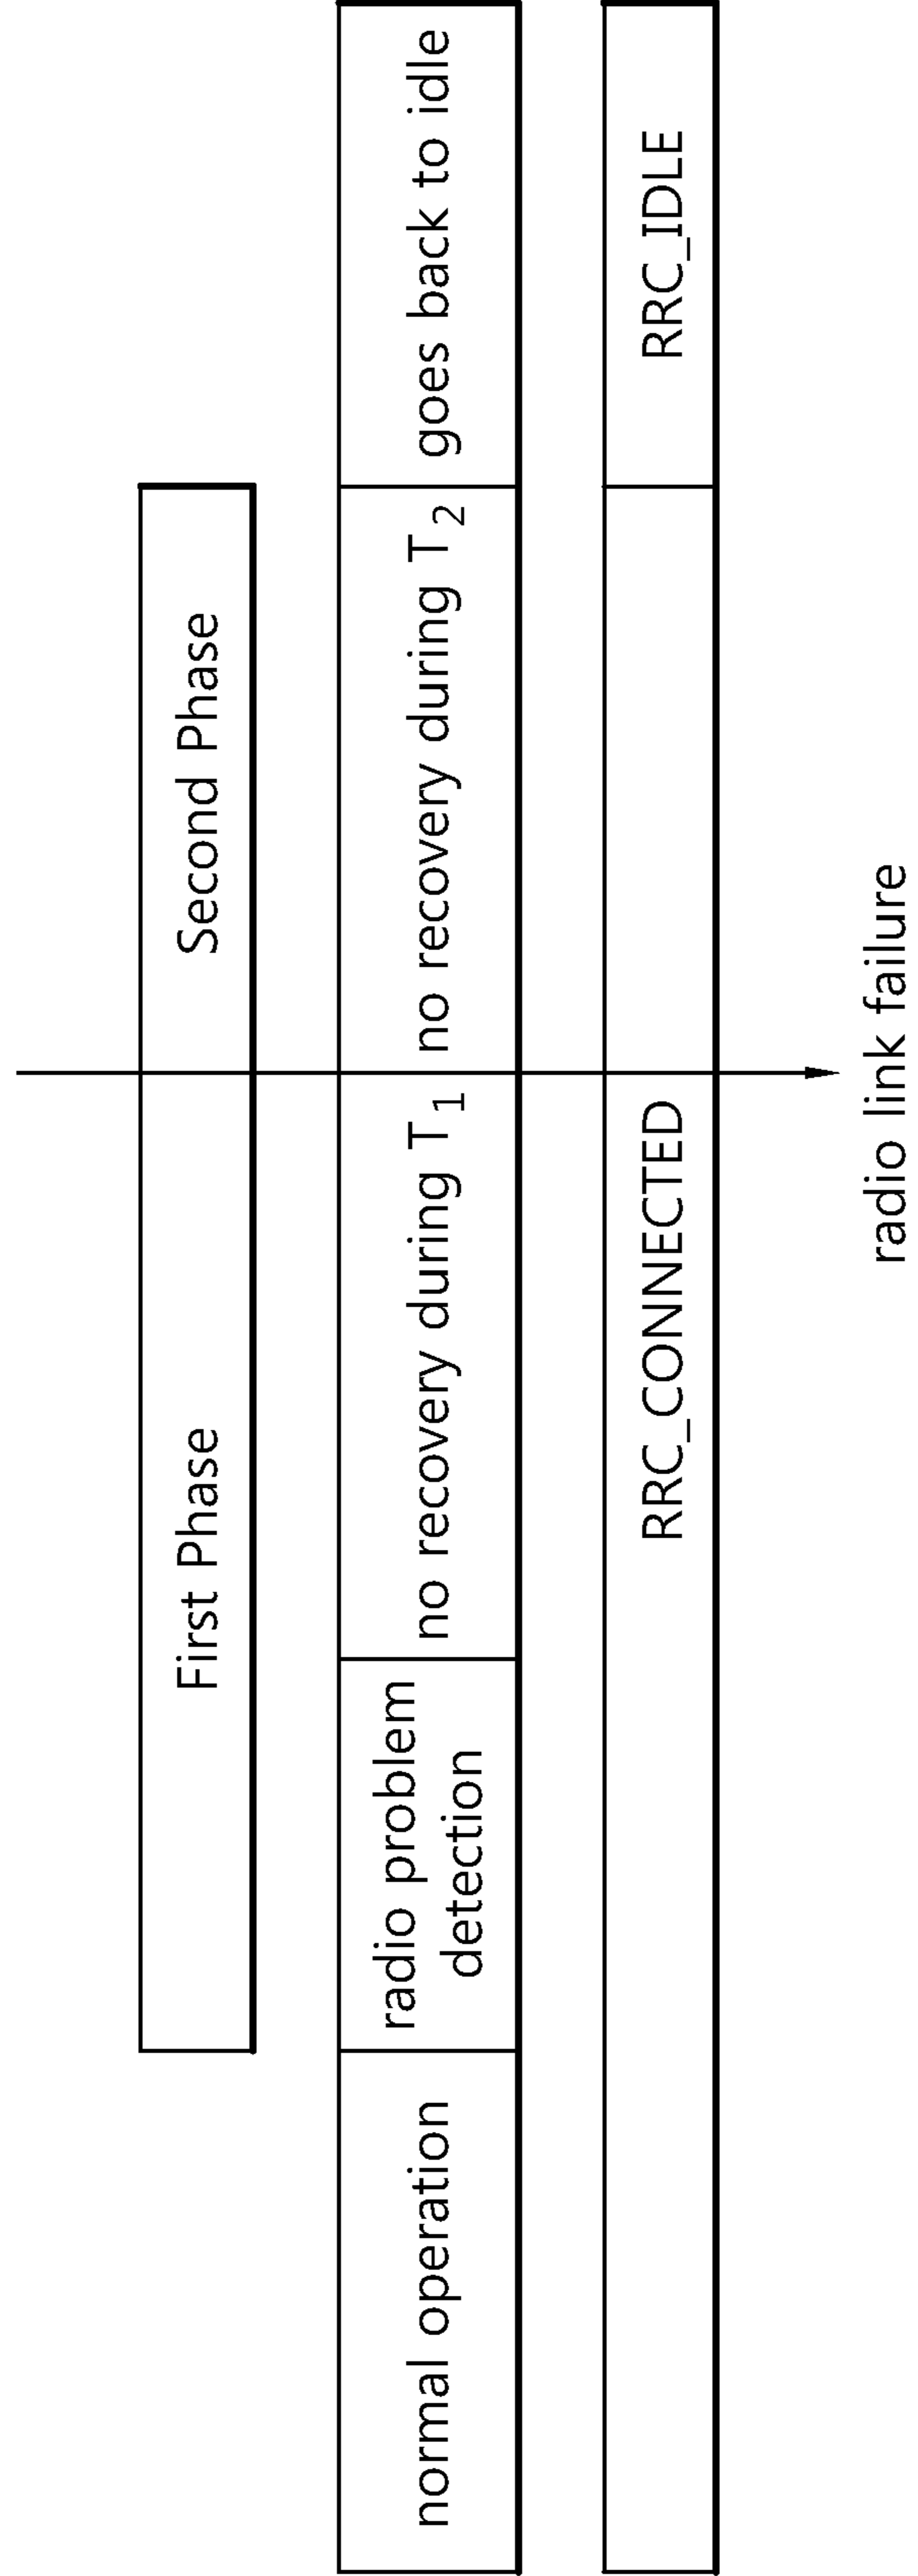 First Phase
Second Phase
normal operation
radio problem
detection
no recovery during T₁
no recovery during T₂
goes back to idle
RRC_CONNECTED
RRC_IDLE
radio link failure